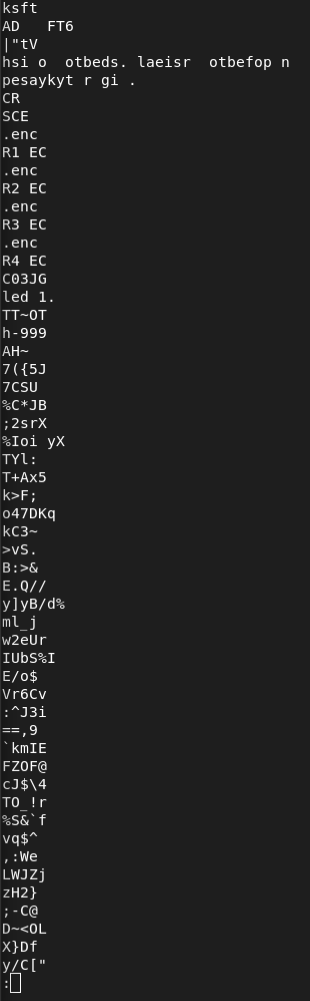 ksft
AD   FT6
|"tV
hsi o  otbeds. laeisr  otbefop n
pesaykyt r gi .
CR
SCE
.enc
R1 EC
.enc
R2 EC
.enc
R3 EC
.enc
R4 EC
C03JG
led 1.
TT~OT
h-999
AH~
7({5J
7CSU
%C*JB
;2srX
%Ioi yX
TYl:
T+Ax5
k>F;
o47DKq
kC3~
>vS.
B:>&
E.Q//
y]yB/d%
ml_j
w2eUr
IUbS%I
E/o$
Vr6Cv
:^J3i
==,9
`kmIE
FZOF@
cJ$\4
TO_!r
%S&`f
vq$^
,:We
LWJZj
zH2}
;-C@
D~<OL
X}Df
y/C["
: